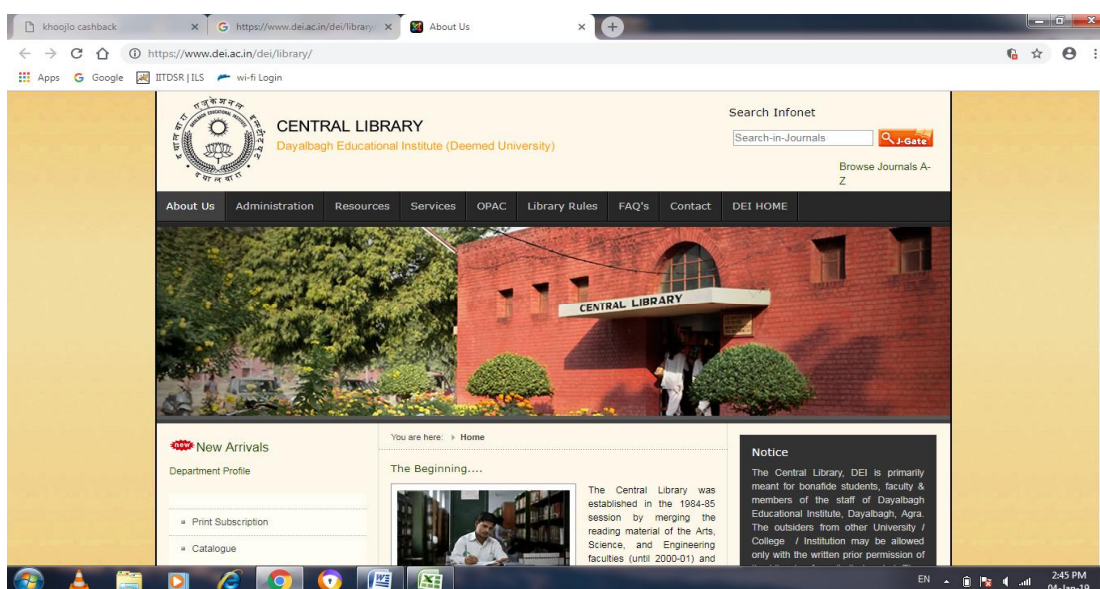 khoojlo cashback
https://www.dei.ac.in/dei/library
About Us
https://www.dei.ac.in/dei/library/
Apps Google IITDSR | ILS wi-fi Login
CENTRAL LIBRARY
Dayalbagh Educational Institute (Deemed University)
Search Infonet
Search-in-Journals J-Gate
Browse Journals A-
Z
About Us Administration Resources Services OPAC Library Rules FAQ's Contact DEI HOME
CENTRAL LIBRARY
new New Arrivals
Department Profile
Print Subscription
Catalogue
You are here: Home
The Beginning....
The Central Library was
established in the 1984-85
session by merging the
reading material of the Arts,
Science, and Engineering
faculties (until 2000-01) and
Notice
The Central Library, DEI is primarily
meant for bonafide students, faculty &
members of the staff of Dayalbagh
Educational Institute, Dayalbagh, Agra.
The outsiders from other University /
College / Institution may be allowed
only with the written prior permission of
EN 2:45 PM
04-Jan-19